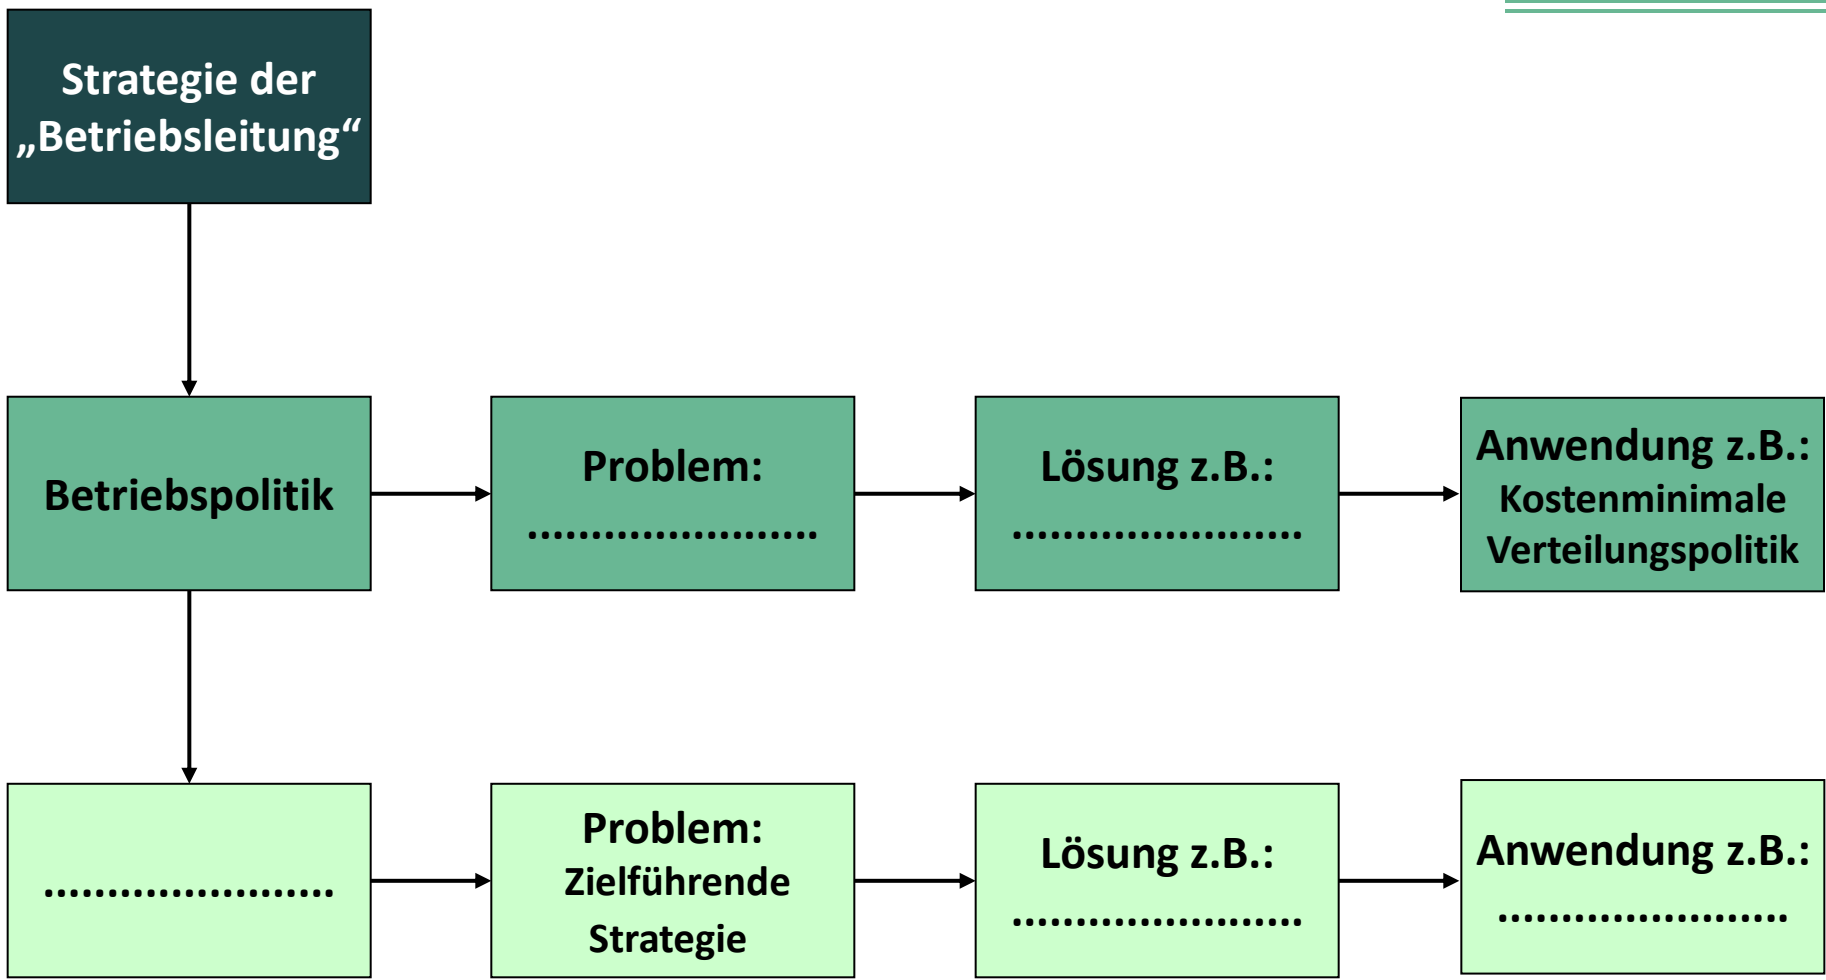 Strategie der
„Betriebsleitung“
Betriebspolitik
Problem:
.......................
Lösung z.B.:
.......................
Anwendung z.B.:
Kostenminimale
Verteilungspolitik
.......................
Problem:
Zielführende
Strategie
Lösung z.B.:
.......................
Anwendung z.B.:
.......................